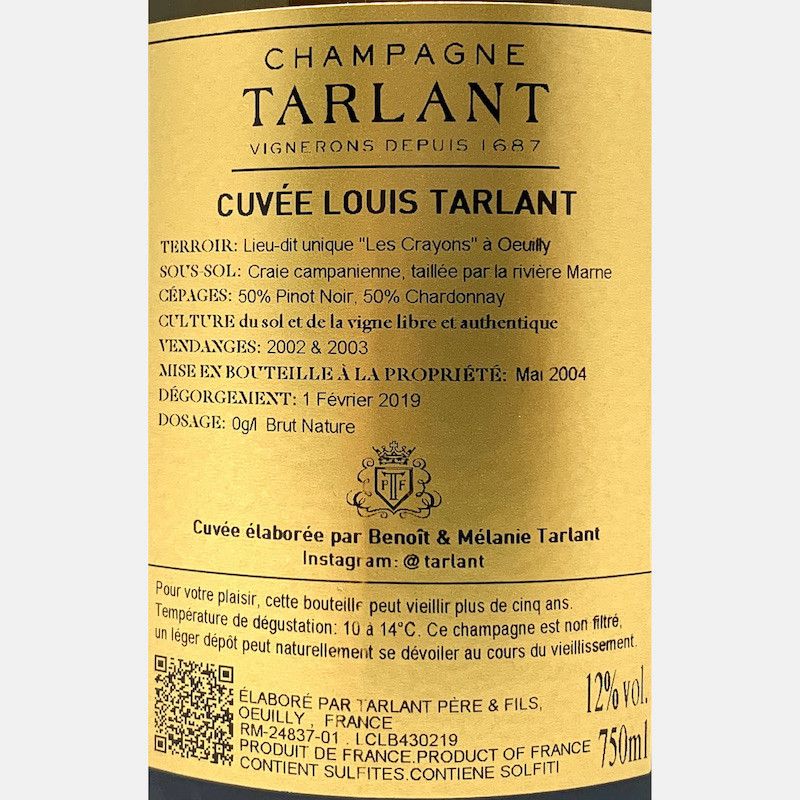 CHAMPAGNE
TARLANT
VIGNERONS DEPUIS 1687
CUVÉE LOUIS TARLANT
TERROIR: Lieu-dit unique "Les Crayons" à Oeuilly
SOUS-SOL: Craie campanienne, taillée par la rivière Marne
CÉPAGES: 50% Pinot Noir, 50% Chardonnay
CULTURE du sol et de la vigne libre et authentique
VENDANGES: 2002 & 2003
MISE EN BOUTEILLE À LA PROPRIÉTÉ: Mai 2004
DÉGORGEMENT: 1 Février 2019
DOSAGE: 0g/l Brut Nature
PTF
Cuvée élaborée par Benoît & Mélanie Tarlant
Instagram: @tarlant
Pour votre plaisir, cette bouteille peut vieillir plus de cinq ans.
Température de dégustation: 10 à 14°C. Ce champagne est non filtré,
un léger dépôt peut naturellement se dévoiler au cours du vieillissement.
ÉLABORÉ PAR TARLANT PÈRE & FILS,
OEUILLY, FRANCE
RM-24837-01 . LCLB430219
PRODUIT DE FRANCE.PRODUCT OF FRANCE
CONTIENT SULFITES.CONTIENE SOLFITI
12% vol.
750ml